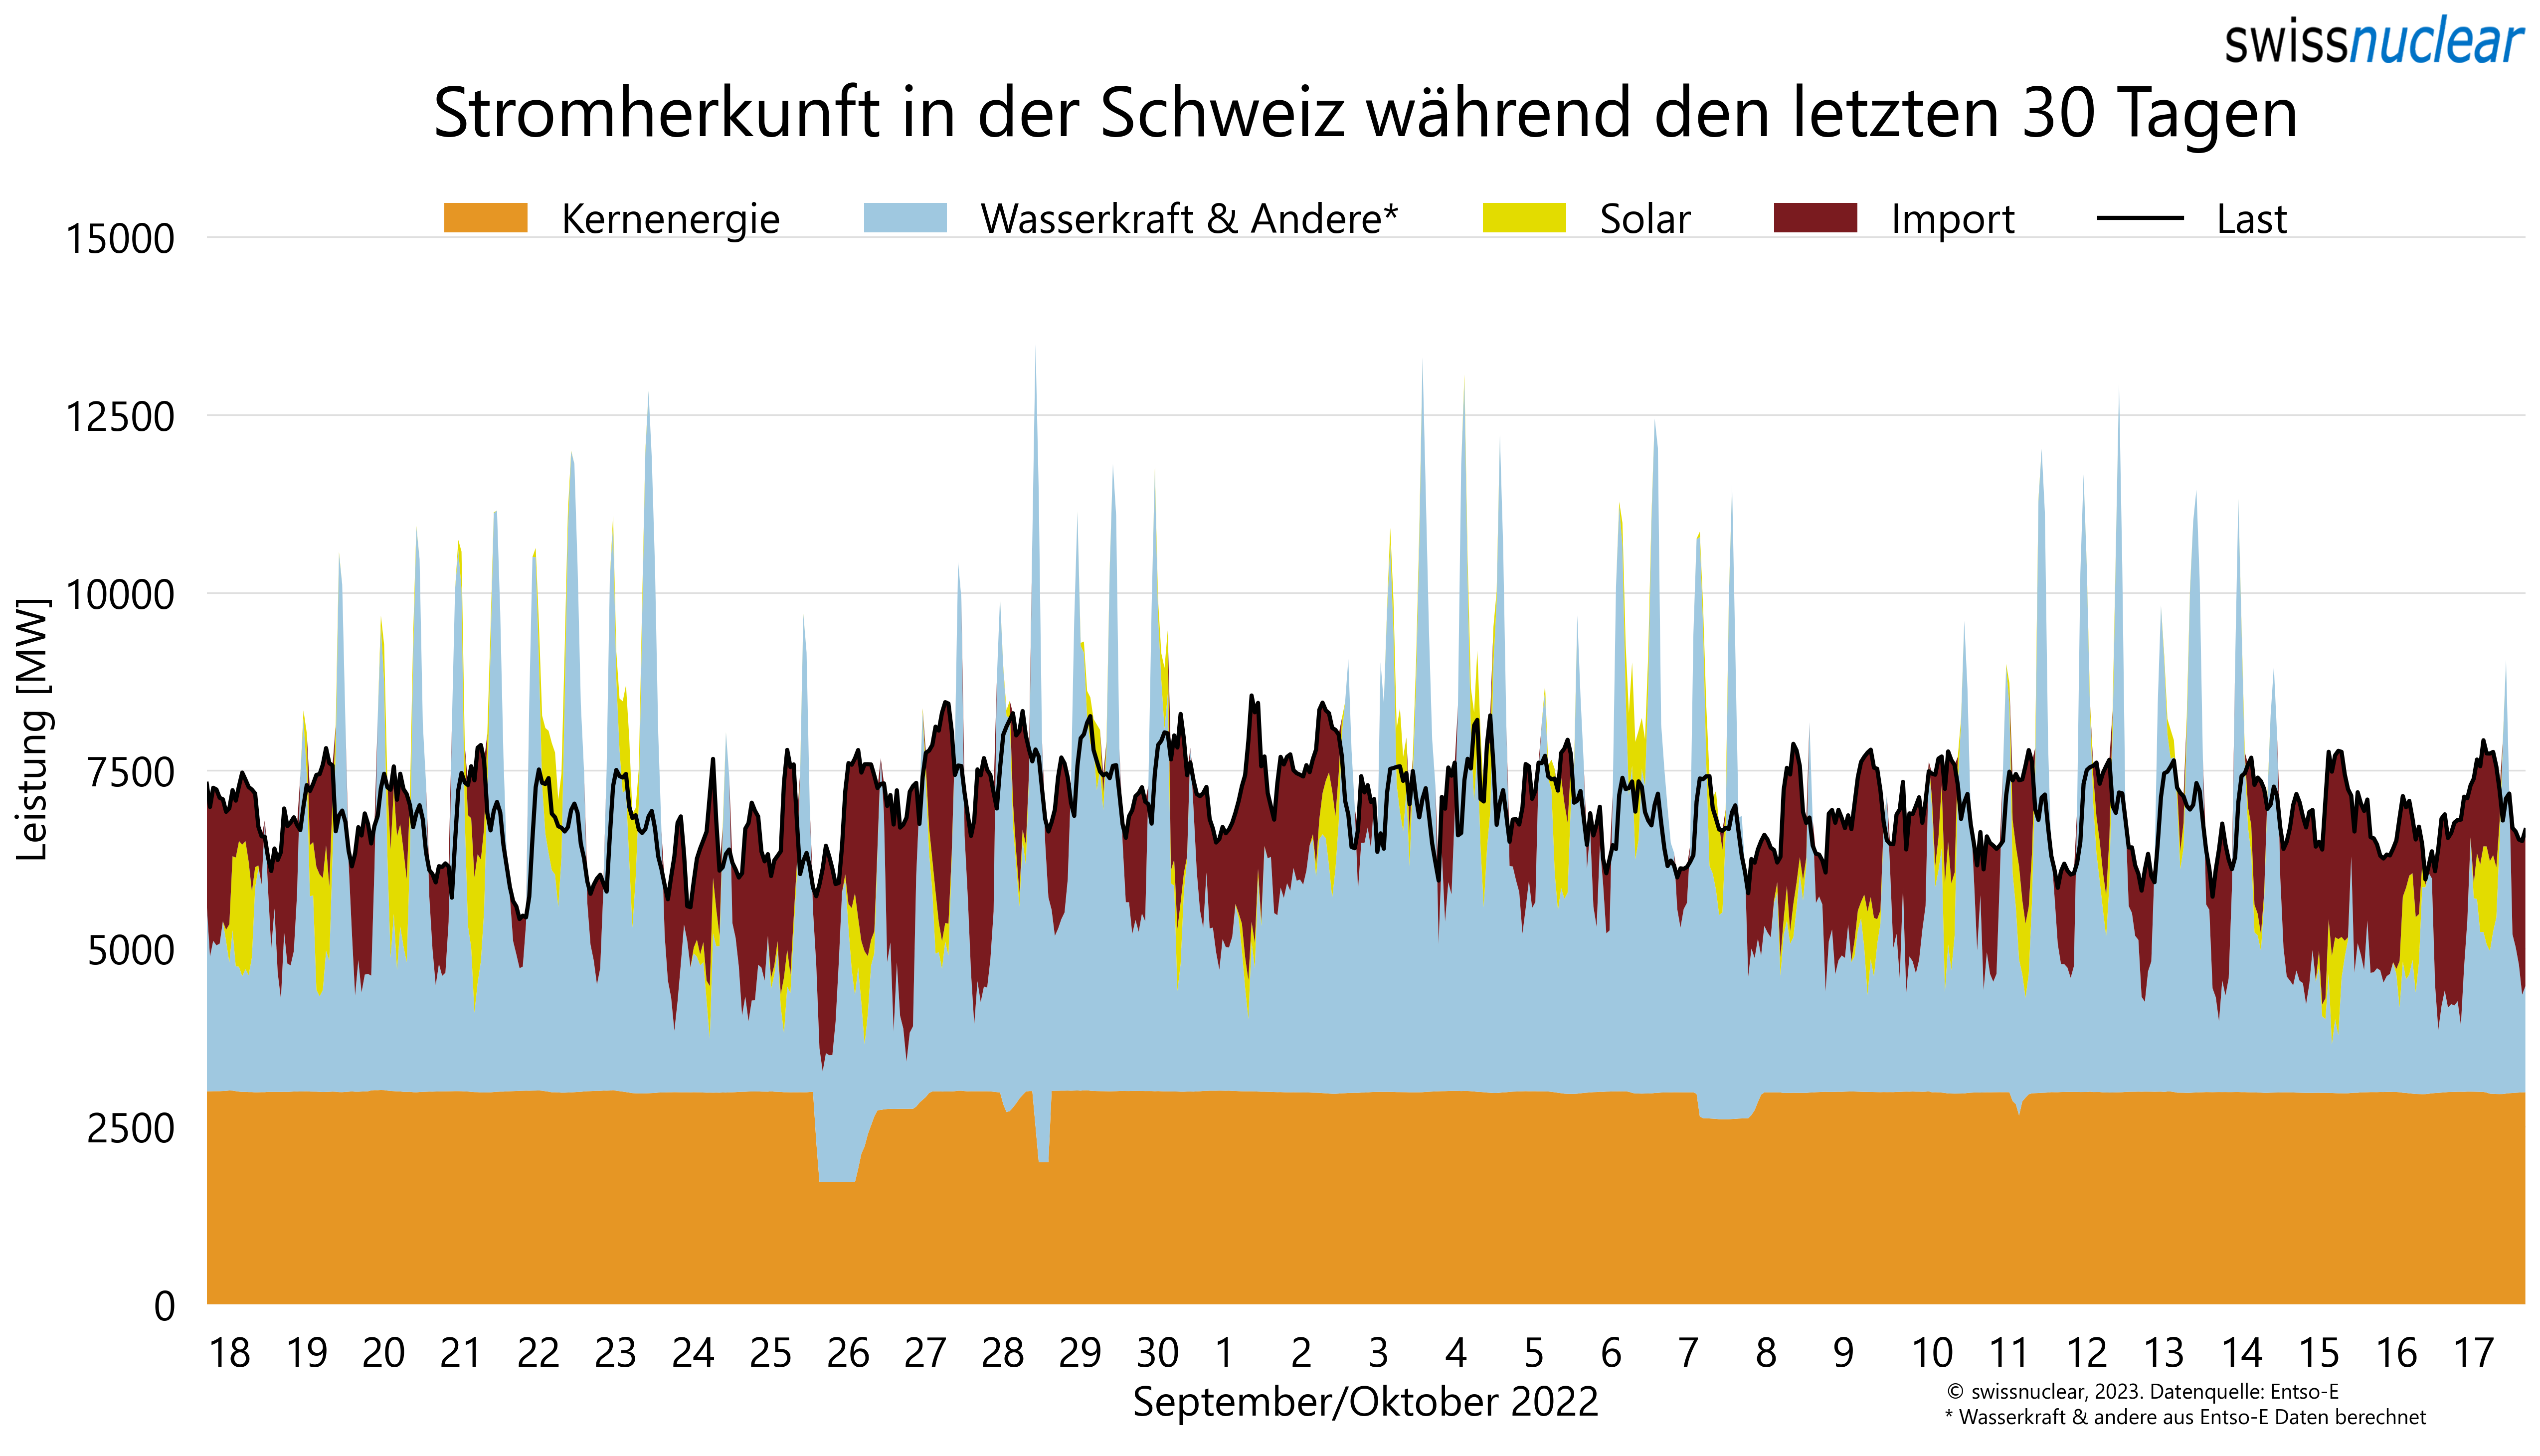 swissnuclear
Stromherkunft in der Schweiz während den letzten 30 Tagen
Kernenergie Wasserkraft & Andere* Solar Import Last
15000
12500
10000
7500
5000
2500
0
Leistung [MW]
18 19 20 21 22 23 24 25 26 27 28 29 30 1 2 3 4 5 6 7 8 9 10 11 12 13 14 15 16 17
September/Oktober 2022
© swissnuclear, 2023. Datenquelle: Entso-E
* Wasserkraft & andere aus Entso-E Daten berechnet